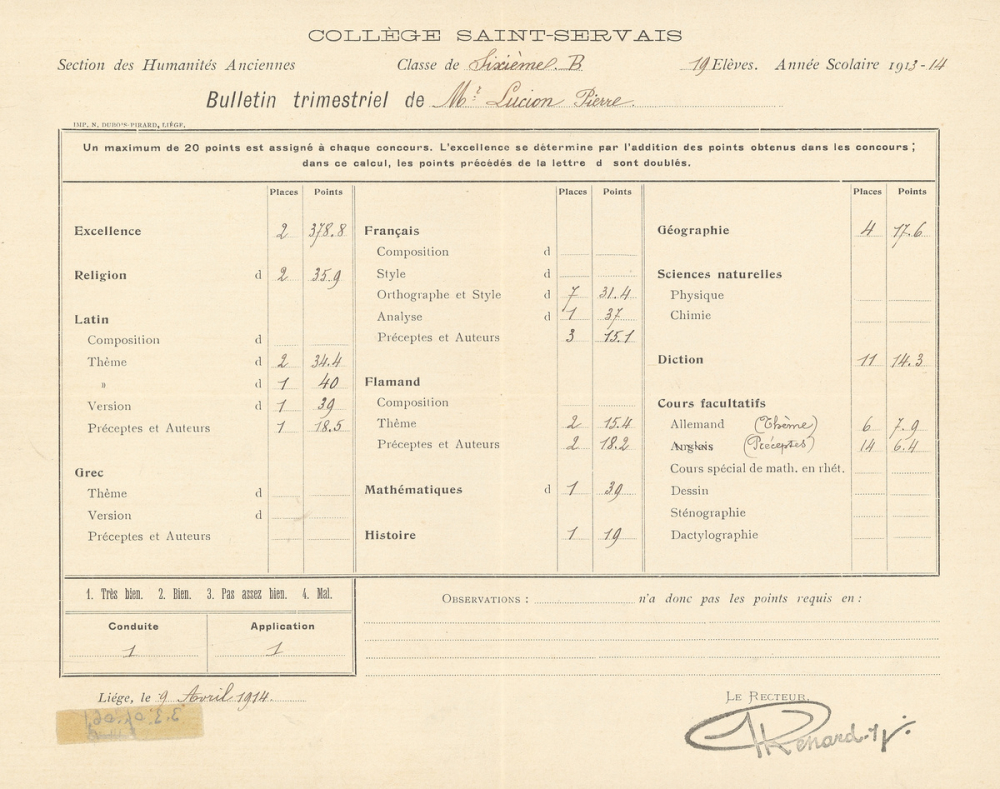 COLLÈGE SAINT-SERVAIS
Section des Humanités Anciennes Classe de Sixième B 19 Elèves. Année Scolaire 1913-14
Bulletin trimestriel de Mr Lucion Pierre.
IMP. N. DUBOIS-PIRARD, LIÉGE.
Un maximum de 20 points est assigné à chaque concours. L'excellence se détermine par l'addition des points obtenus dans les concours;
dans ce calcul, les points précédés de la lettre d sont doublés.
Places Points
Excellence 2 378.8
Religion d 2 35.9
Latin
Composition d
Thème d 2 34.4
» d 1 40
Version d 1 39
Préceptes et Auteurs 1 18.5
Grec
Thème d
Version d
Préceptes et Auteurs
Places Points
Français
Composition d
Style d
Orthographe et Style d 7 31.4
Analyse d 1 37
Préceptes et Auteurs 3 15.1
Flamand
Composition
Thème 2 15.4
Préceptes et Auteurs 2 18.2
Mathématiques d 1 39
Histoire 1 19
Places Points
Géographie 4 17.6
Sciences naturelles
Physique
Chimie
Diction 11 14.3
Cours facultatifs
Allemand (Thème) 6 7.9
Anglais (Préceptes) 14 6.4
Cours spécial de math. en rhét.
Dessin
Sténographie
Dactylographie
1. Très bien. 2. Bien. 3. Pas assez bien. 4. Mal.
Conduite Application
1 1
OBSERVATIONS : n'a donc pas les points requis en :
Liége, le 9 Avril 1914.
LE RECTEUR,
Renard. s.j.